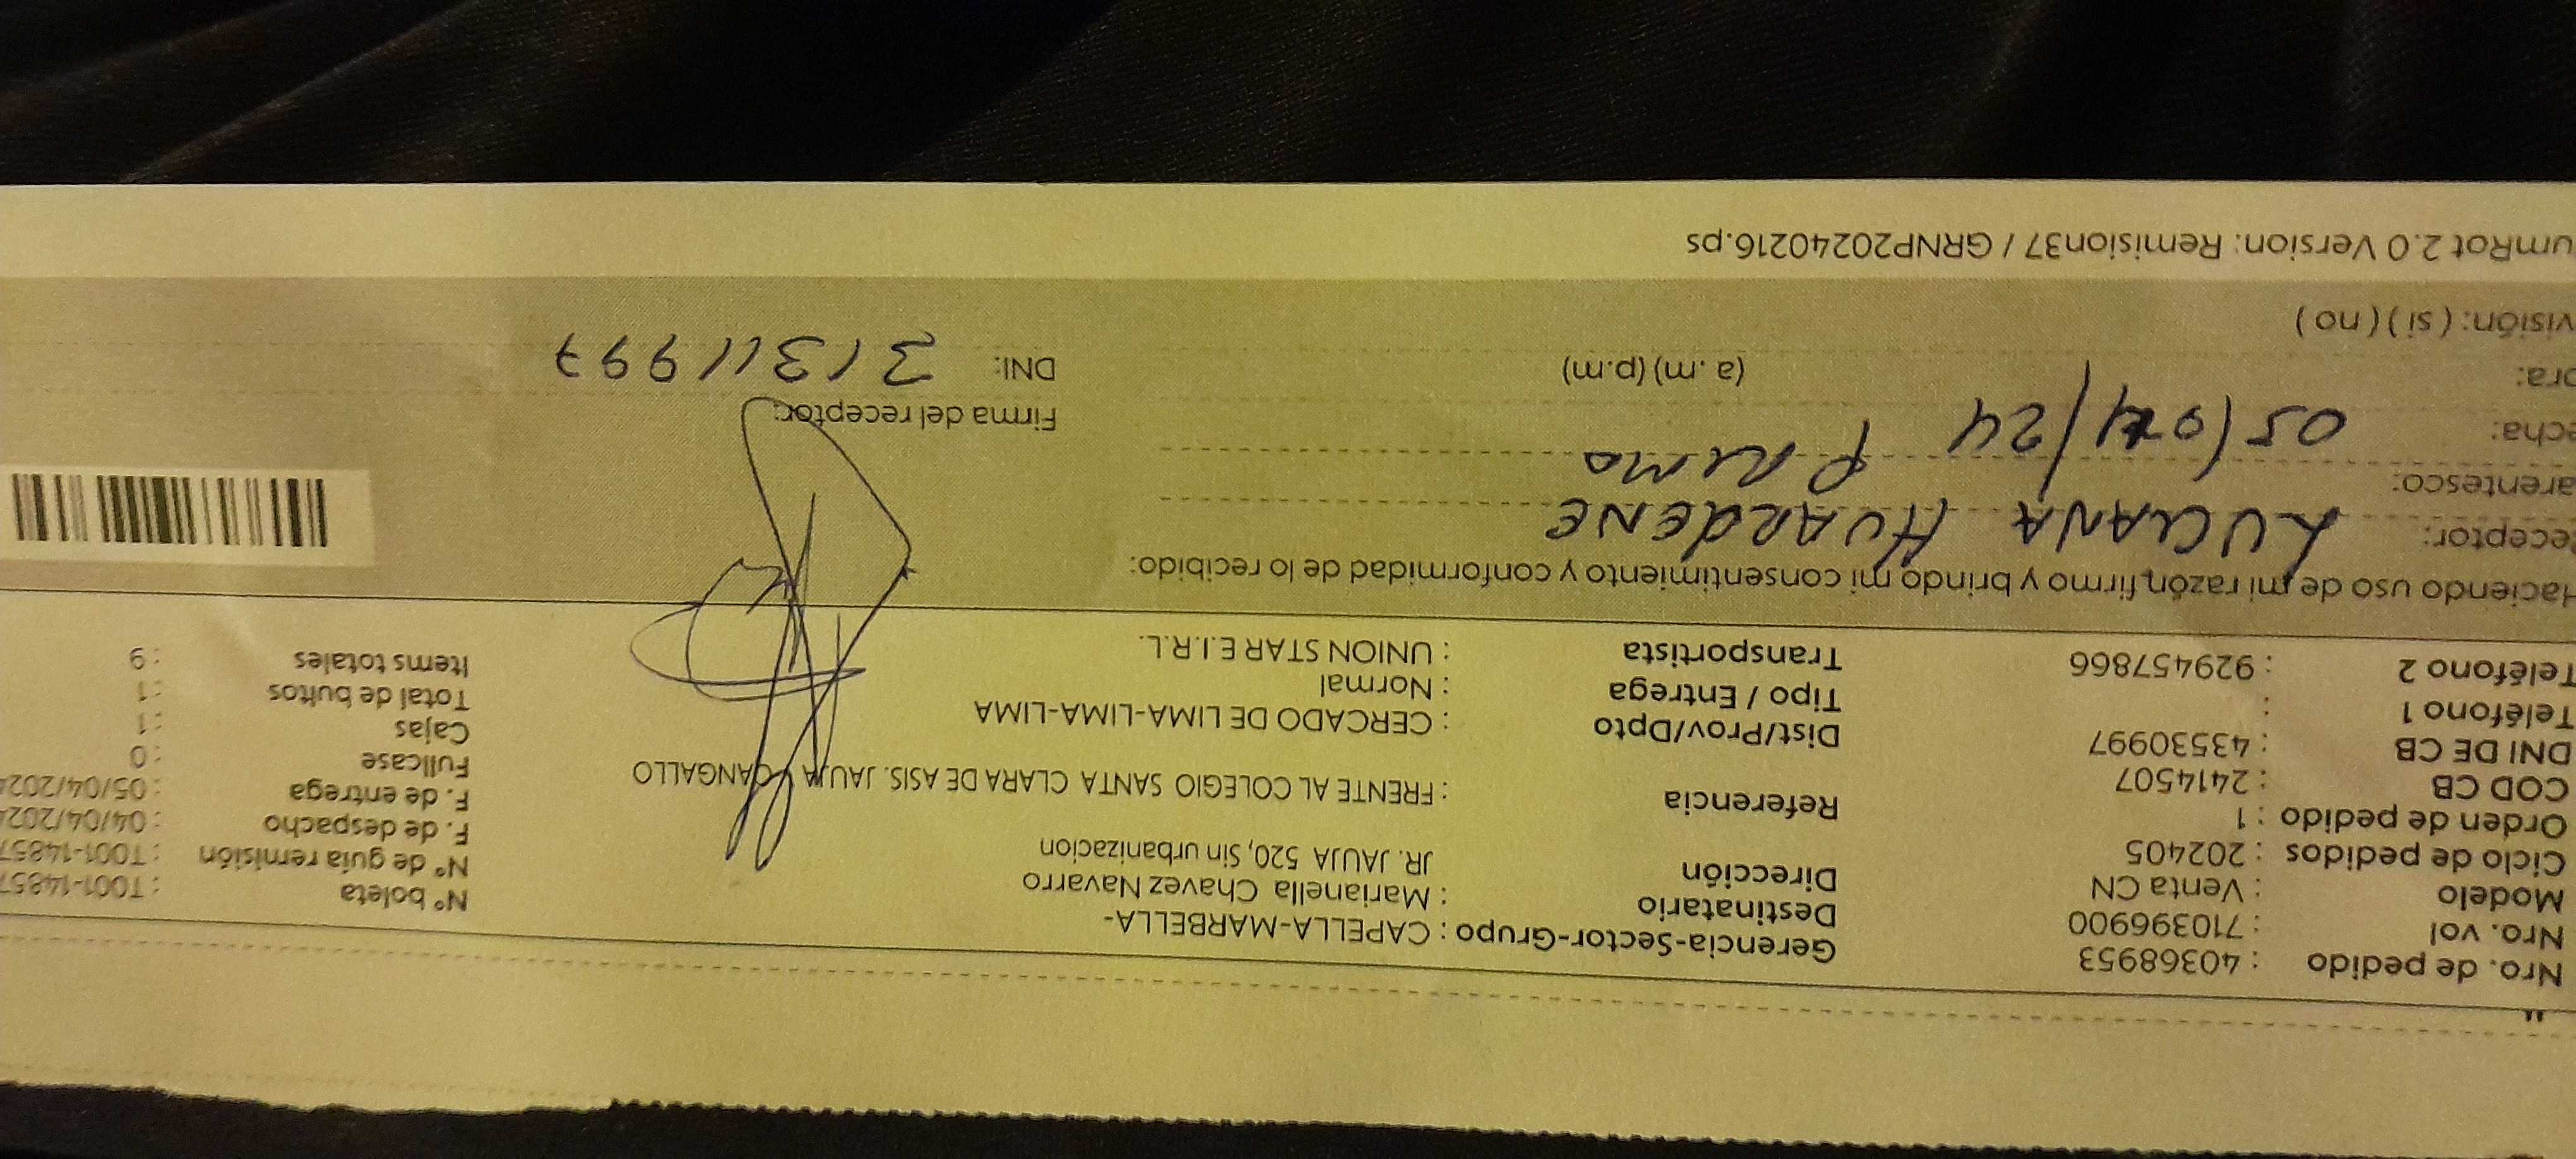 Nro. de pedido : 40368953 Gerencia-Sector-Grupo : CAPELLA-MARBELLA- N° boleta : T001-14857
Nro. vol : 710396900 Destinatario : Marianella Chavez Navarro N° de guía remisión : T001-14857
Modelo : Venta CN Dirección JR. JAUJA 520, Sin urbanizacion F. de despacho : 04/04/202
Ciclo de pedidos : 202405 F. de entrega : 05/04/202
Orden de pedido : 1 Referencia : FRENTE AL COLEGIO SANTA CLARA DE ASIS. JAUJA CANGALLO Fullcase : 0
COD CB : 2414507 Cajas : 1
DNI DE CB : 43530997 Dist/Prov/Dpto : CERCADO DE LIMA-LIMA-LIMA Total de bultos : 1
Teléfono 1 : Tipo / Entrega : Normal Items totales : 9
Teléfono 2 : 929457866 Transportista : UNION STAR E.I.R.L.
Haciendo uso de mi razón, firmo y brindo mi consentimiento y conformidad de lo recibido:
eceptor: LUCIANA
arentesco:
echa: 05/04/24 Firma del receptor:
ora: (a .m) (p.m) DNI: 31311997
visión: ( si ) ( no )
umRot 2.0 Version: Remision37 / GRNP20240216.ps